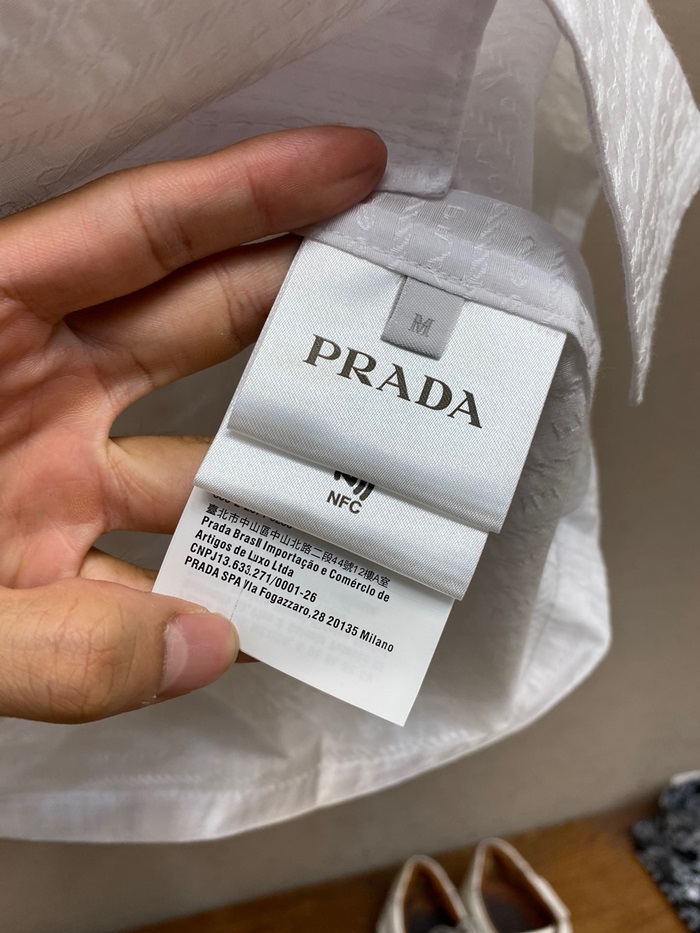 M
PRADA
NFC
臺北市中山區中山北路二段44號12樓A室
Prada Brasil Importação e Comércio de
Artigos de Luxo Ltda
CNPJ13.633.271/0001-26
PRADA SPA Via Fogazzaro,28 20135 Milano